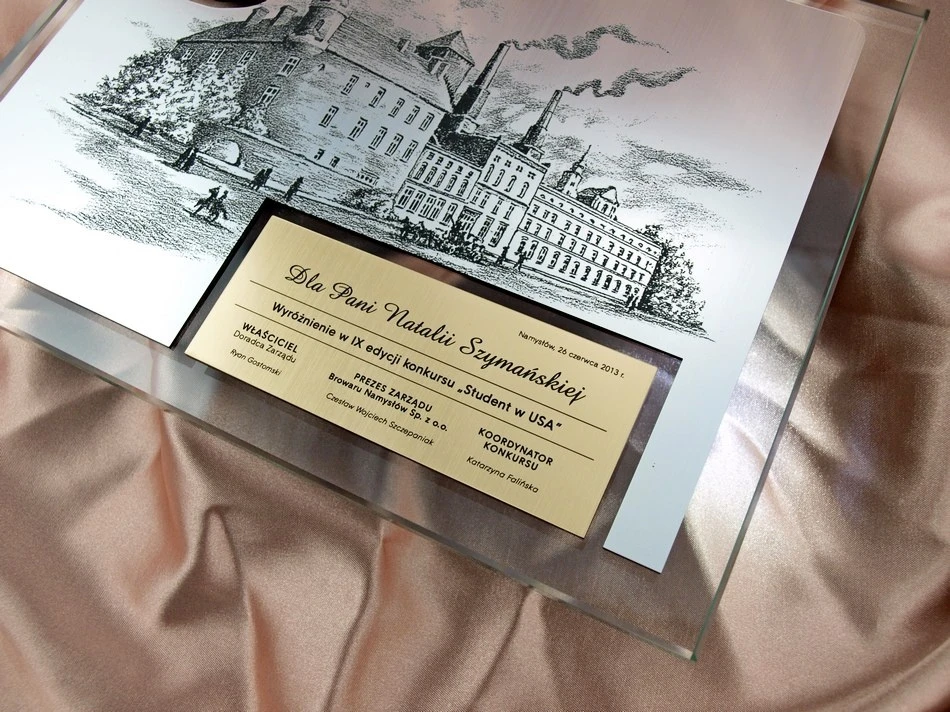 Namysłów, 26 czerwca 2013 r.
Dla Pani Natalii Szymańskiej
Wyróżnienie w IX edycji konkursu „Student w USA"
WŁAŚCICIEL
Doradca Zarządu
Ryan Gostomski
PREZES ZARZĄDU
Browaru Namysłów Sp. z o.o.
Czesław Wojciech Szczepaniak
KOORDYNATOR
KONKURSU
Katarzyna Falińska